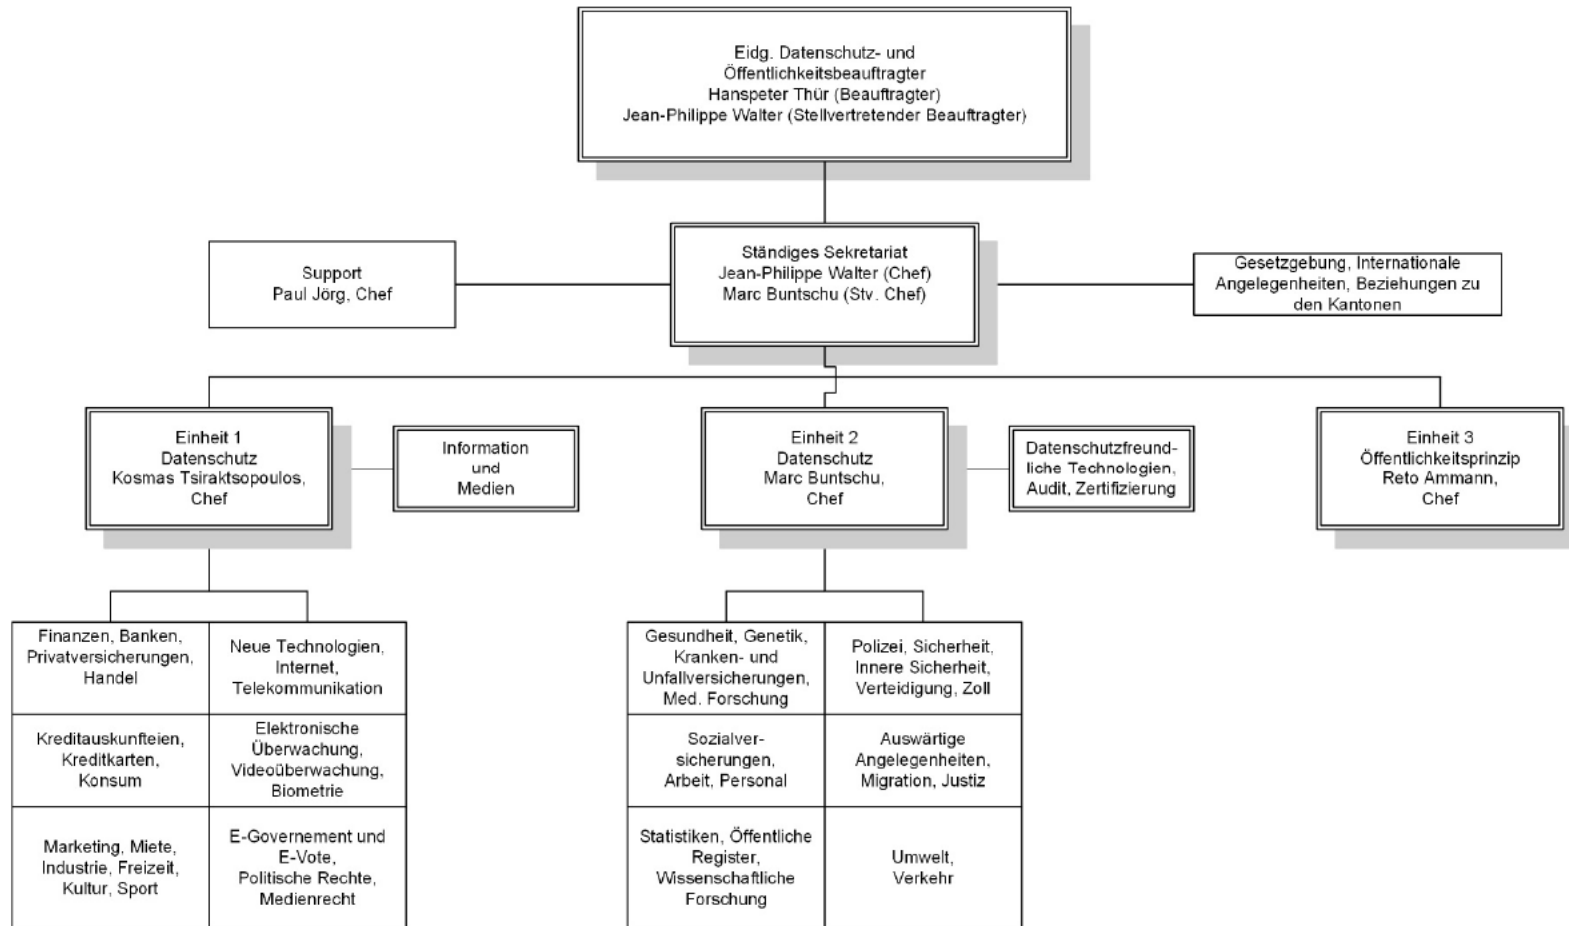 Eidg. Datenschutz- und
Öffentlichkeitsbeauftragter
Hanspeter Thür (Beauftragter)
Jean-Philippe Walter (Stellvertretender Beauftragter)
Support
Paul Jörg, Chef
Ständiges Sekretariat
Jean-Philippe Walter (Chef)
Marc Buntschu (Stv. Chef)
Gesetzgebung, Internationale
Angelegenheiten, Beziehungen zu
den Kantonen
Einheit 1
Datenschutz
Kosmas Tsiraktsopoulos,
Chef
Information
und
Medien
Einheit 2
Datenschutz
Marc Buntschu,
Chef
Datenschutzfreund-
liche Technologien,
Audit, Zertifizierung
Einheit 3
Öffentlichkeitsprinzip
Reto Ammann,
Chef
Finanzen, Banken,
Privatversicherungen,
Handel
Neue Technologien,
Internet,
Telekommunikation
Kreditauskunfteien,
Kreditkarten,
Konsum
Elektronische
Überwachung,
Videoüberwachung,
Biometrie
Marketing, Miete,
Industrie, Freizeit,
Kultur, Sport
E-Governement und
E-Vote,
Politische Rechte,
Medienrecht
Gesundheit, Genetik,
Kranken- und
Unfallversicherungen,
Med. Forschung
Polizei, Sicherheit,
Innere Sicherheit,
Verteidigung, Zoll
Sozialver-
sicherungen,
Arbeit, Personal
Auswärtige
Angelegenheiten,
Migration, Justiz
Statistiken, Öffentliche
Register,
Wissenschaftliche
Forschung
Umwelt,
Verkehr